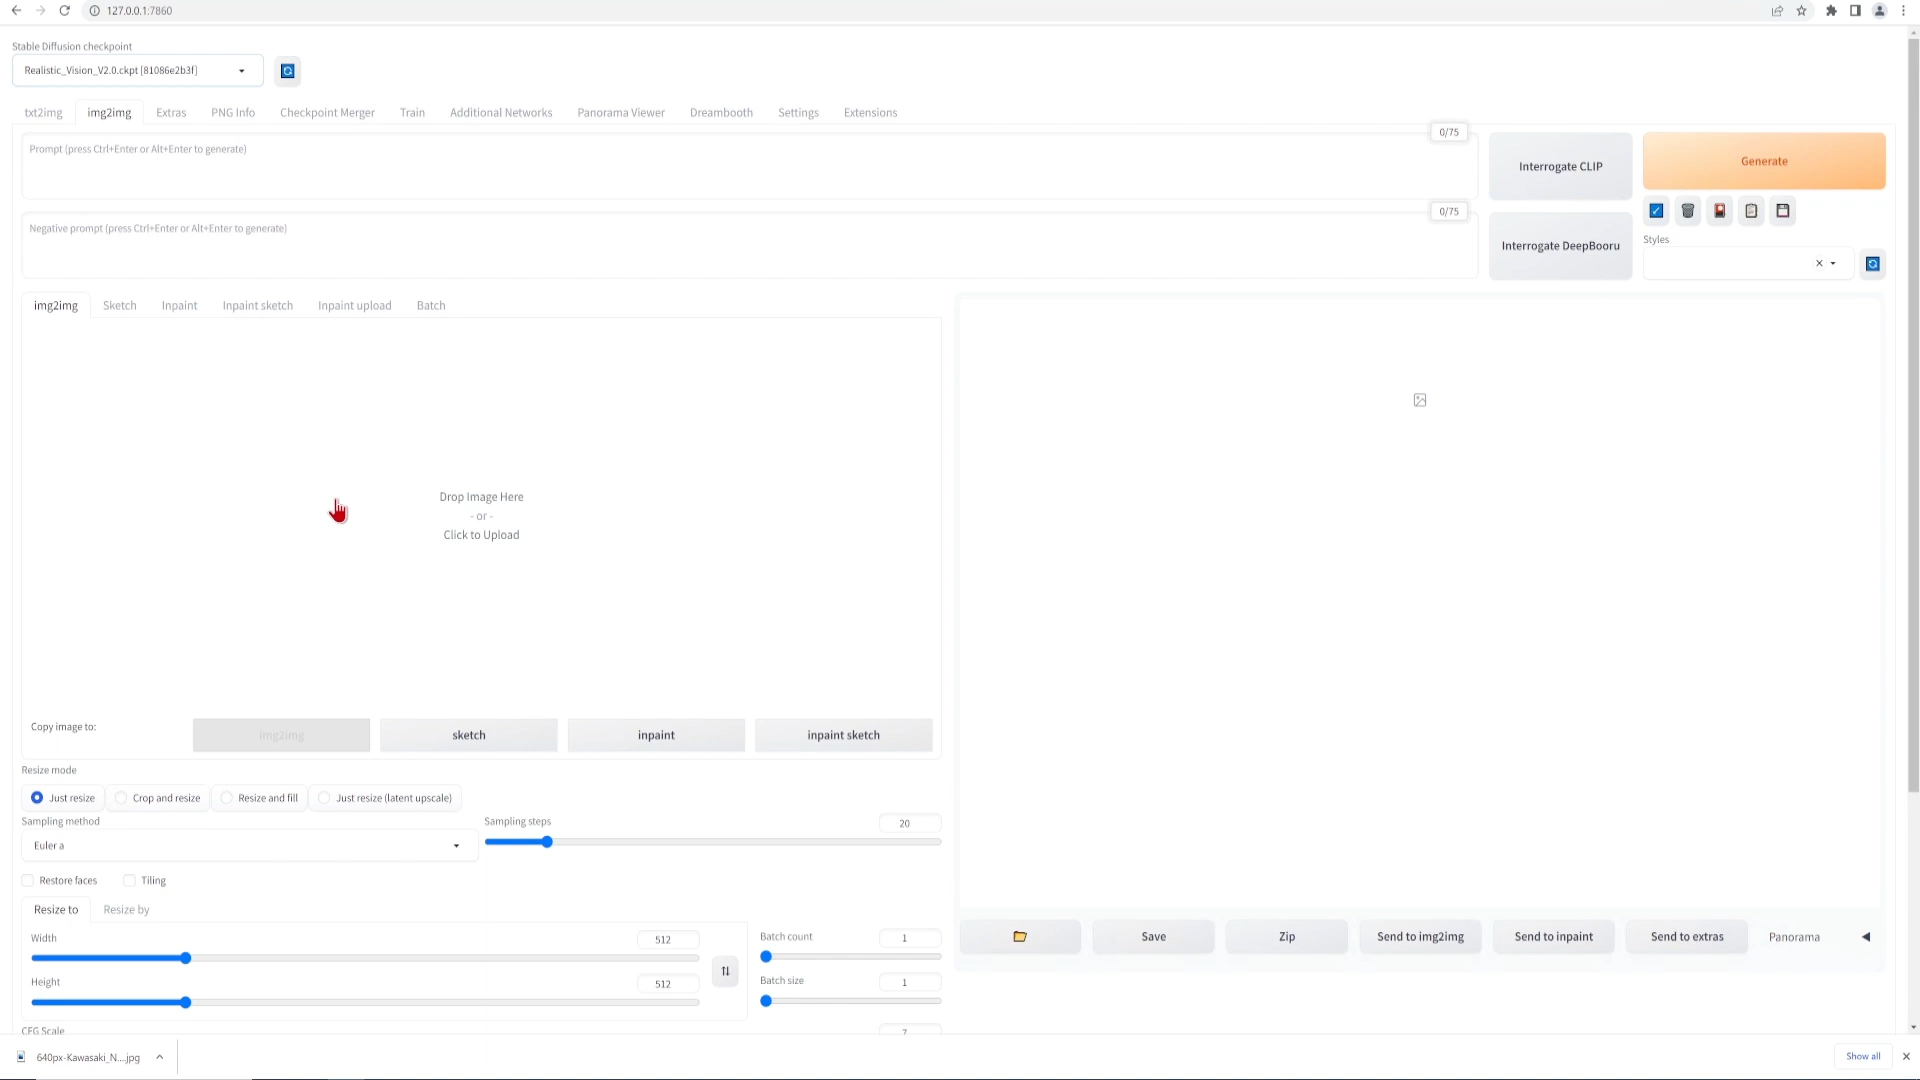 127.0.0.1:7860
Stable Diffusion checkpoint
Realistic_Vision_V2.0.ckpt [81086e2b3f]
txt2img img2img Extras PNG Info Checkpoint Merger Train Additional Networks Panorama Viewer Dreambooth Settings Extensions
0/75
Prompt (press Ctrl+Enter or Alt+Enter to generate)
Interrogate CLIP
Generate
0/75
Negative prompt (press Ctrl+Enter or Alt+Enter to generate)
Interrogate DeepBooru
Styles
img2img Sketch Inpaint Inpaint sketch Inpaint upload Batch
Drop Image Here
- or -
Click to Upload
Copy image to:
img2img sketch inpaint inpaint sketch
Resize mode
Just resize Crop and resize Resize and fill Just resize (latent upscale)
Sampling method
Sampling steps
20
Euler a
Restore faces Tiling
Resize to Resize by
Width
512
Batch count
1
Height
512
Batch size
1
Save Zip Send to img2img Send to inpaint Send to extras Panorama
CFG Scale
7
640px-Kawasaki_N....jpg
Show all